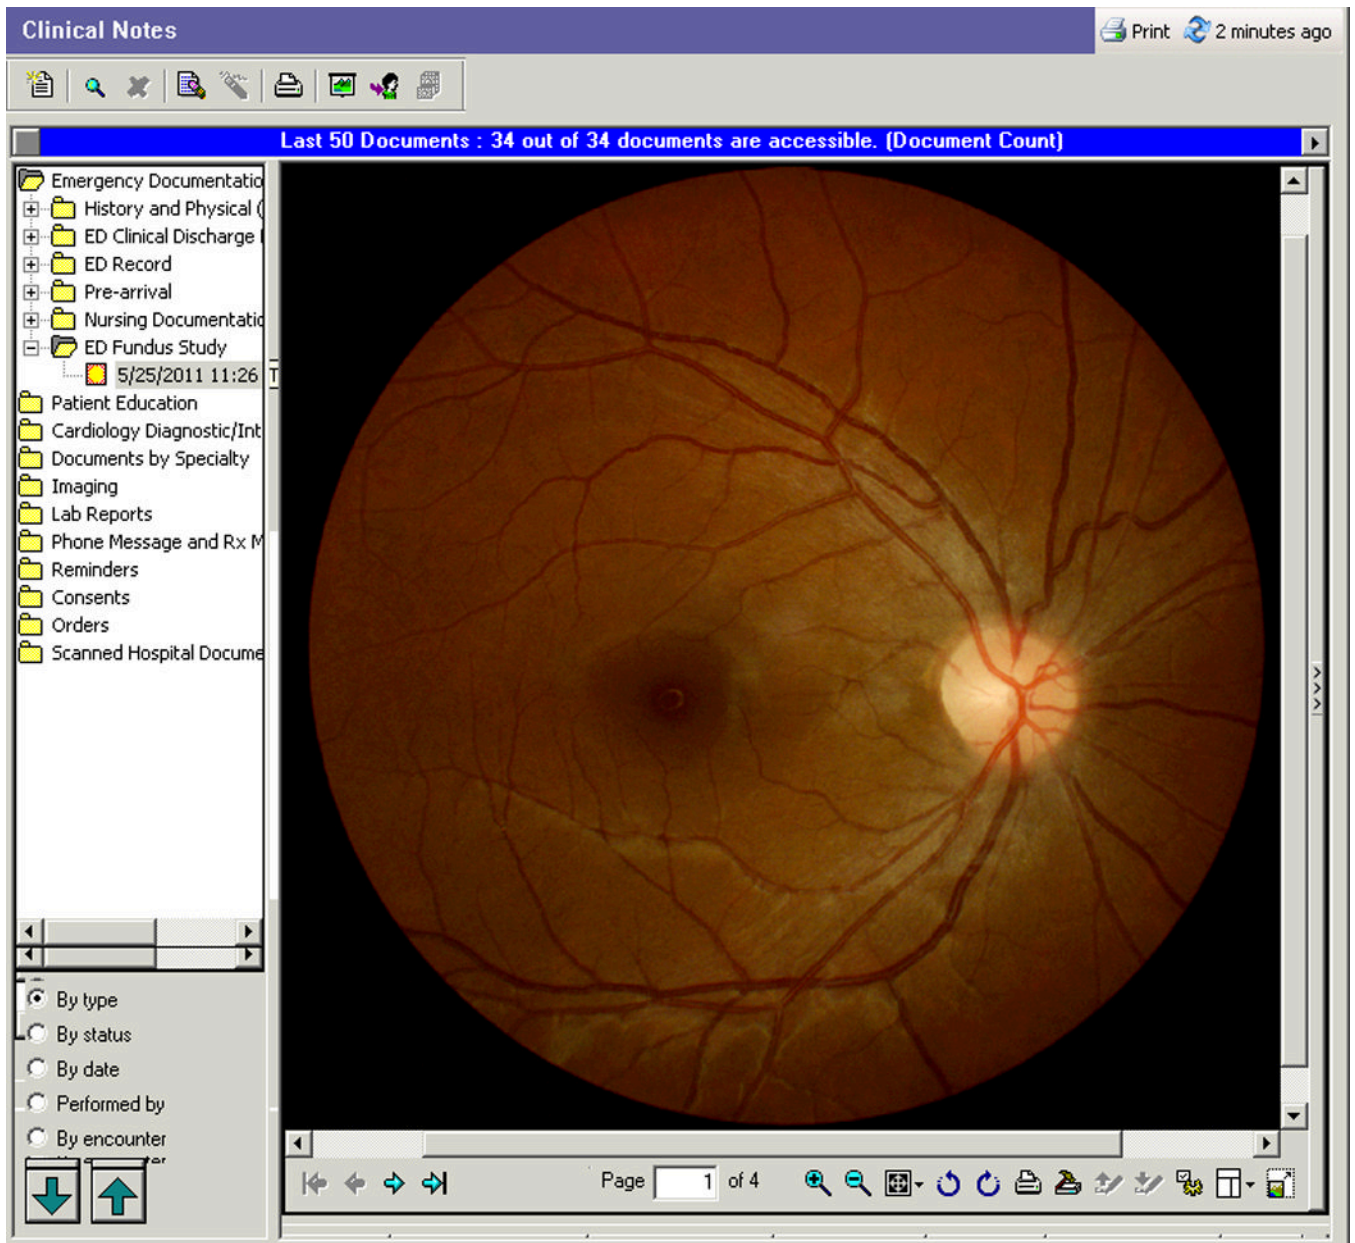 Clinical Notes
Print 2 minutes ago
Last 50 Documents : 34 out of 34 documents are accessible. (Document Count)
Emergency Documentatio
History and Physical (
ED Clinical Discharge
ED Record
Pre-arrival
Nursing Documentatio
ED Fundus Study
5/25/2011 11:26 T
Patient Education
Cardiology Diagnostic/Int
Documents by Specialty
Imaging
Lab Reports
Phone Message and Rx M
Reminders
Consents
Orders
Scanned Hospital Docume
By type
By status
By date
Performed by
By encounter
Page 1 of 4